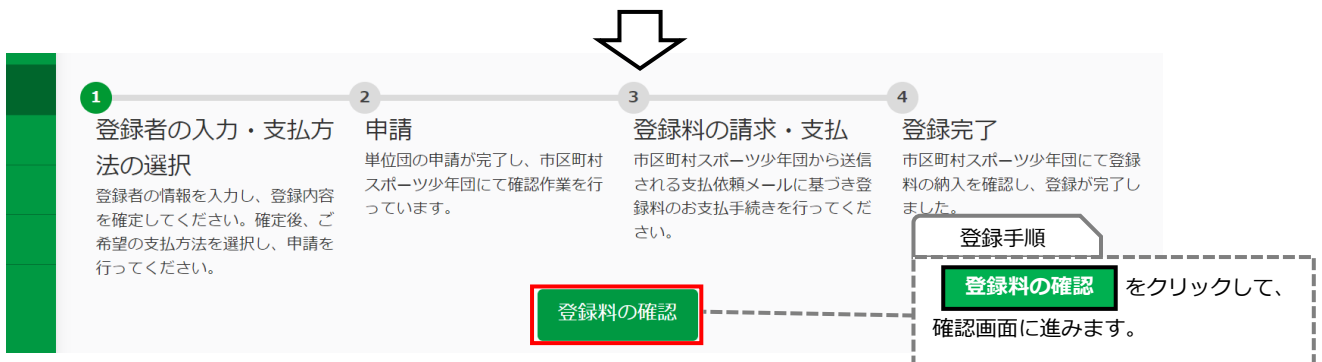 1
登録者の入力・支払方
法の選択
登録者の情報を入力し、登録内容
を確定してください。確定後、ご
希望の支払方法を選択し、申請を
行ってください。
2
申請
単位団の申請が完了し、市区町村
スポーツ少年団にて確認作業を行
っています。
3
登録料の請求・支払
市区町村スポーツ少年団から送信
される支払依頼メールに基づき登
録料のお支払手続きを行ってくだ
さい。
4
登録完了
市区町村スポーツ少年団にて登録
料の納入を確認し、登録が完了し
ました。
登録料の確認
登録手順
登録料の確認 をクリックして、
確認画面に進みます。